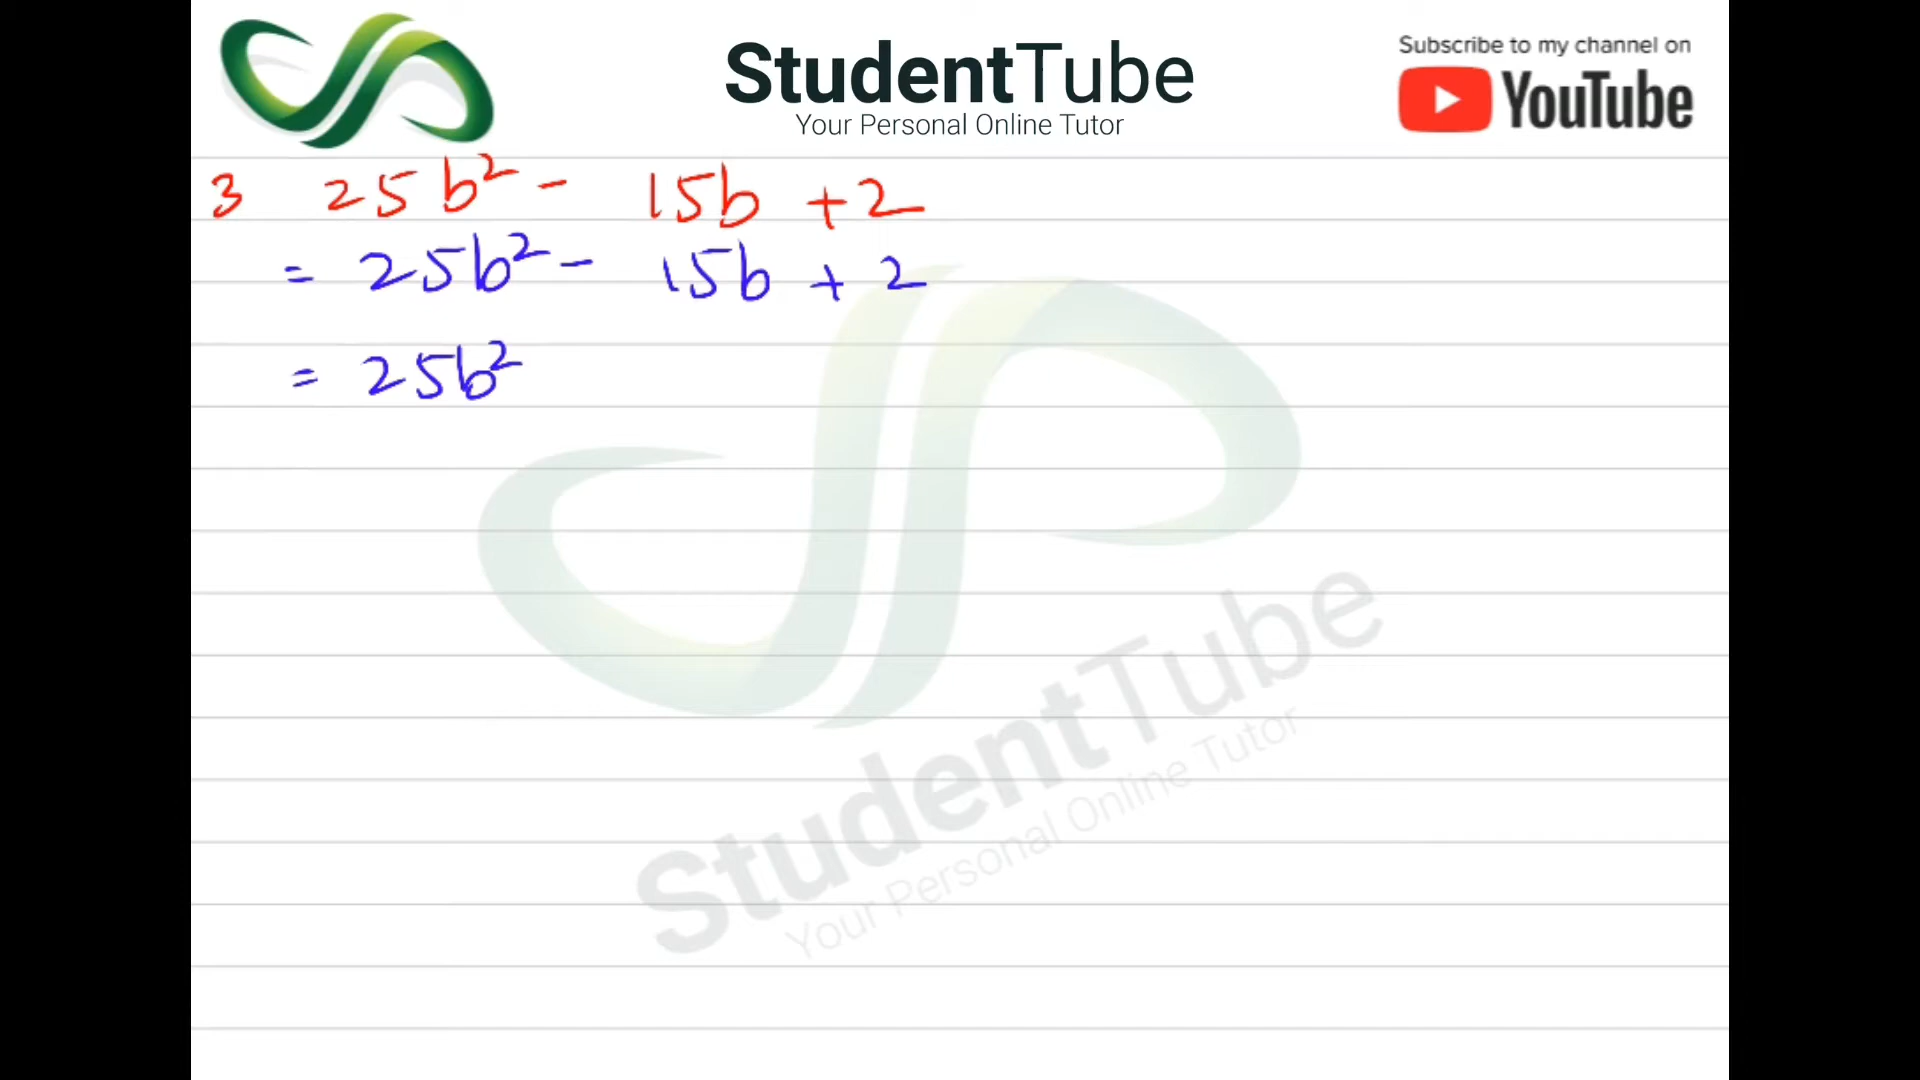 StudentTube
Your Personal Online Tutor
Subscribe to my channel on
YouTube
3 25b² - 15b + 2
= 25b² - 15b + 2
= 25b²
StudentTube
Your Personal Online Tutor